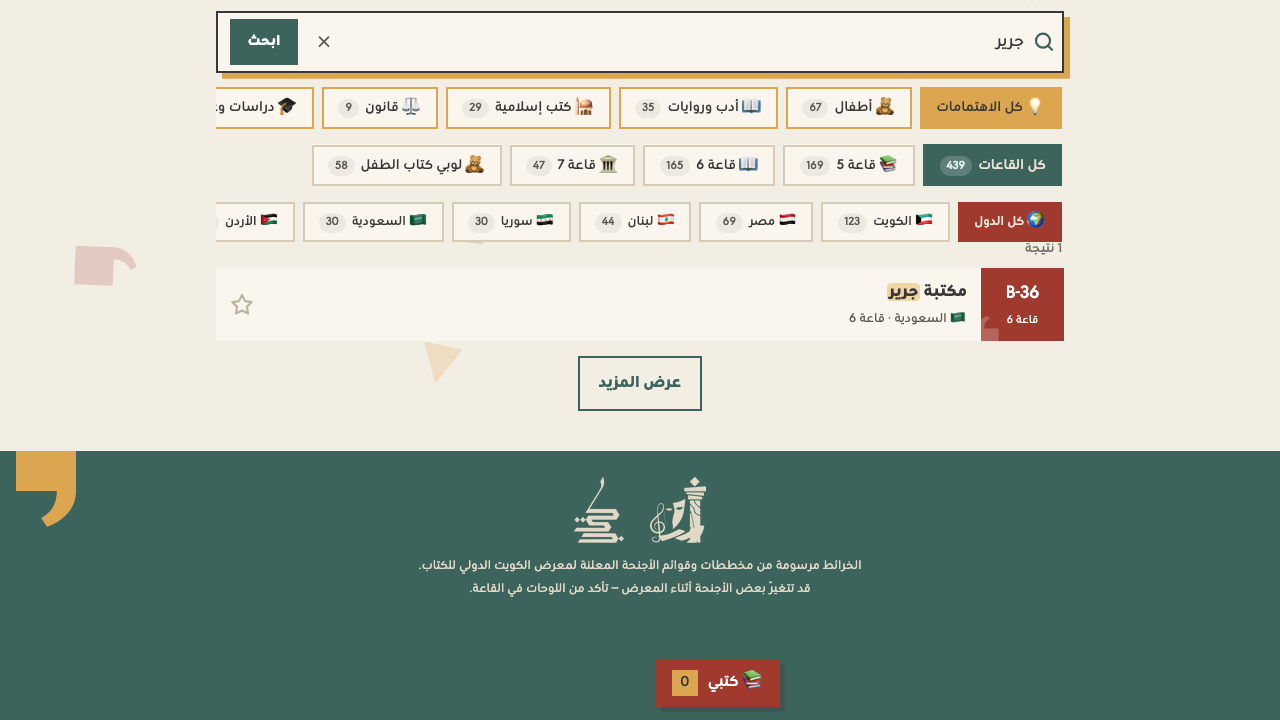 جرير
ابحث
كل الاهتمامات
أطفال 67
أدب وروايات 35
كتب إسلامية 29
قانون 9
كل القاعات 439
قاعة 5 169
قاعة 6 165
قاعة 7 47
لوبي كتاب الطفل 58
كل الدول
الكويت 123
مصر 69
لبنان 44
سوريا 30
السعودية 30
الأردن
1 نتيجة
B-36
قاعة 6
مكتبة جرير
السعودية · قاعة 6
عرض المزيد
الخرائط مرسومة من مخططات وقوائم الأجنحة المعلنة لمعرض الكويت الدولي للكتاب.
قد تتغيّر بعض الأجنحة أثناء المعرض — تأكد من اللوحات في القاعة.
كتبي 0